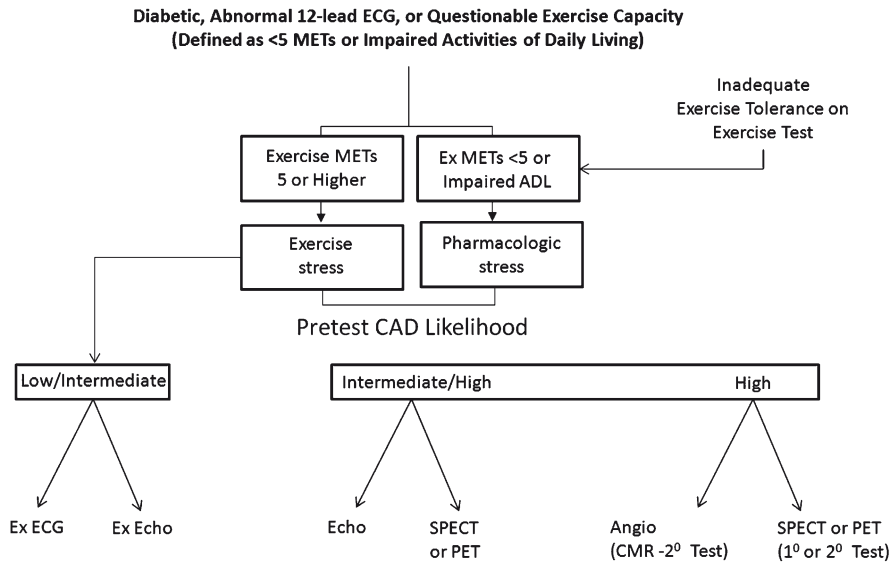 Diabetic, Abnormal 12-lead ECG, or Questionable Exercise Capacity
(Defined as <5 METs or Impaired Activities of Daily Living)
Inadequate
Exercise Tolerance on
Exercise Test
Exercise METs
5 or Higher
Ex METs <5 or
Impaired ADL
Exercise
stress
Pharmacologic
stress
Pretest CAD Likelihood
Low/Intermediate
Intermediate/High
High
Ex ECG
Ex Echo
Echo
SPECT
or PET
Angio
(CMR -2⁰ Test)
SPECT or PET
(1⁰ or 2⁰ Test)